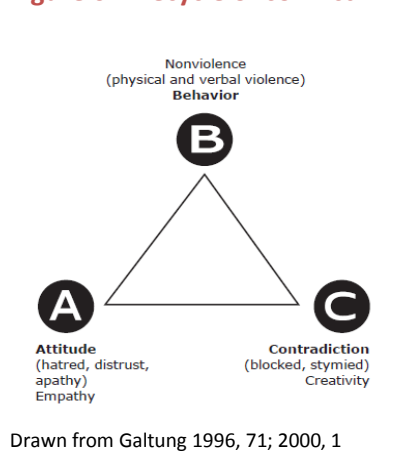 Nonviolence
(physical and verbal violence)
Behavior
B
A
C
Attitude
(hatred, distrust,
apathy)
Empathy
Contradiction
(blocked, stymied)
Creativity
Drawn from Galtung 1996, 71; 2000, 1